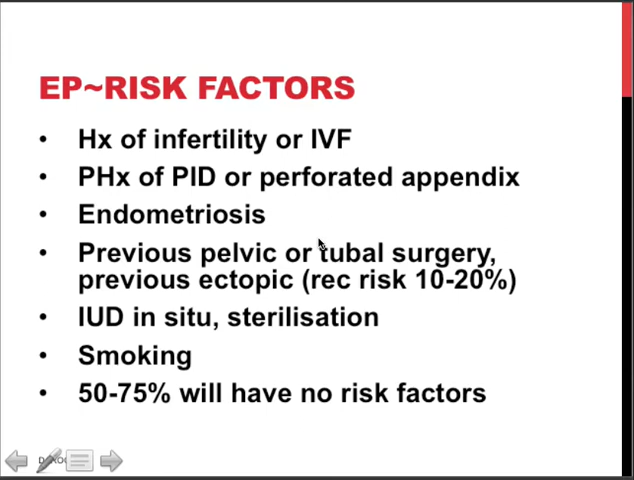 EP~RISK FACTORS
• Hx of infertility or IVF
• PHx of PID or perforated appendix
• Endometriosis
• Previous pelvic or tubal surgery,
previous ectopic (rec risk 10-20%)
• IUD in situ, sterilisation
• Smoking
• 50-75% will have no risk factors